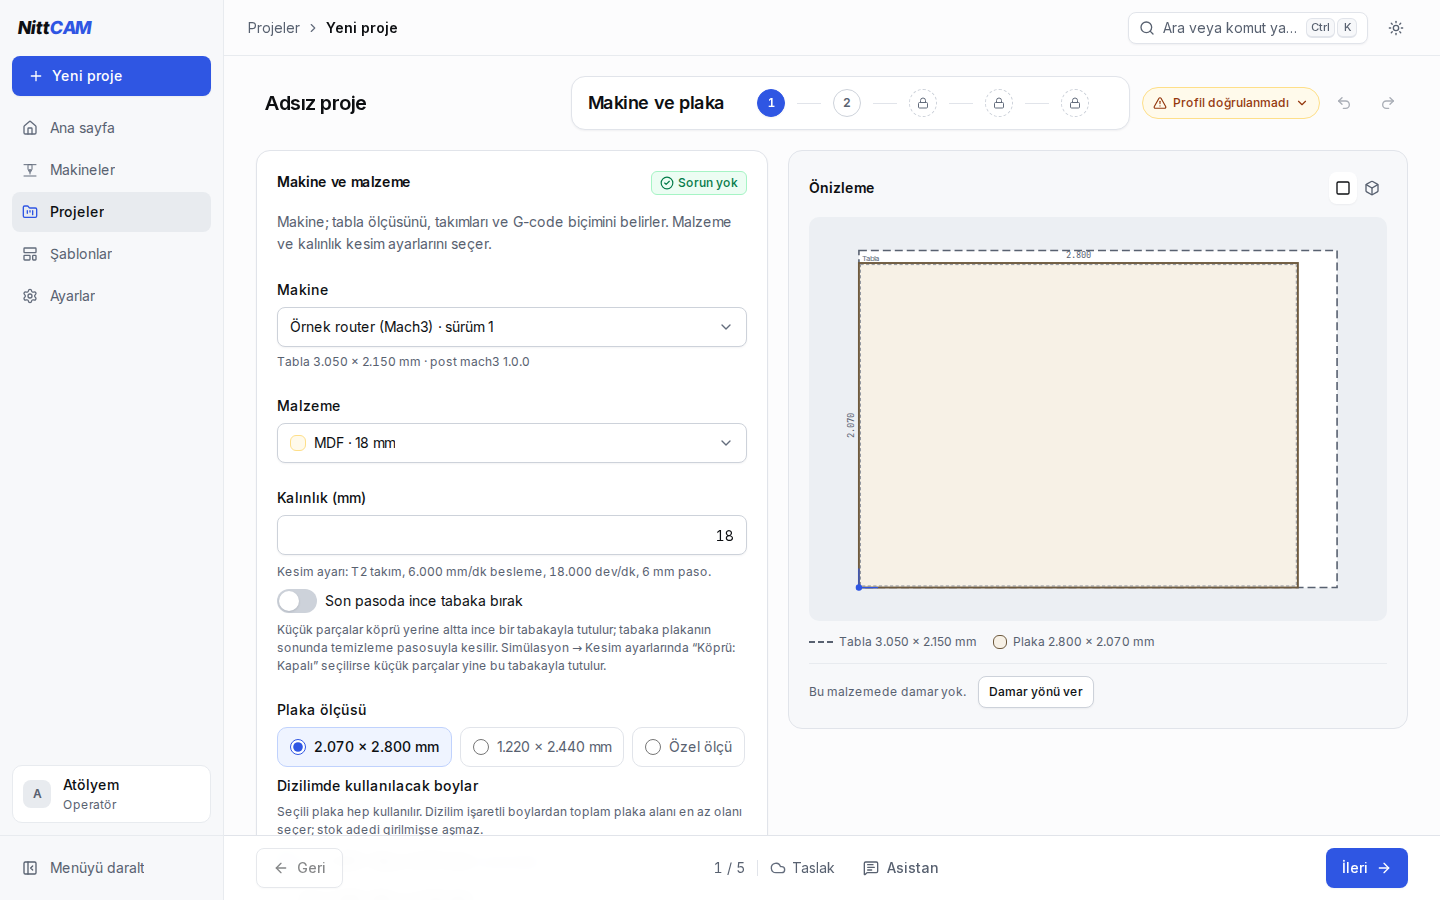 NittCAM
Yeni proje
Ana sayfa
Makineler
Projeler
Şablonlar
Ayarlar
A
Atölyem
Operatör
Menüyü daralt
Projeler > Yeni proje
Ara veya komut ya... Ctrl K
Adsız proje
Makine ve plaka 1 2
Profil doğrulanmadı
Makine ve malzeme
Sorun yok
Makine; tabla ölçüsünü, takımları ve G-code biçimini belirler. Malzeme
ve kalınlık kesim ayarlarını seçer.
Makine
Örnek router (Mach3) · sürüm 1
Tabla 3.050 × 2.150 mm · post mach3 1.0.0
Malzeme
MDF · 18 mm
Kalınlık (mm)
18
Kesim ayarı: T2 takım, 6.000 mm/dk besleme, 18.000 dev/dk, 6 mm paso.
Son pasoda ince tabaka bırak
Küçük parçalar köprü yerine altta ince bir tabakayla tutulur; tabaka plakanın
sonunda temizleme pasosuyla kesilir. Simülasyon → Kesim ayarlarında “Köprü:
Kapalı” seçilirse küçük parçalar yine bu tabakayla tutulur.
Plaka ölçüsü
2.070 × 2.800 mm
1.220 × 2.440 mm
Özel ölçü
Dizilimde kullanılacak boylar
Seçili plaka hep kullanılır. Dizilim işaretli boylardan toplam plaka alanı en az olanı
seçer; stok adedi girilmişse aşmaz.
Önizleme
Tabla
2.800
2.070
Tabla 3.050 × 2.150 mm
Plaka 2.800 × 2.070 mm
Bu malzemede damar yok.
Damar yönü ver
Geri
1 / 5
Taslak
Asistan
İleri